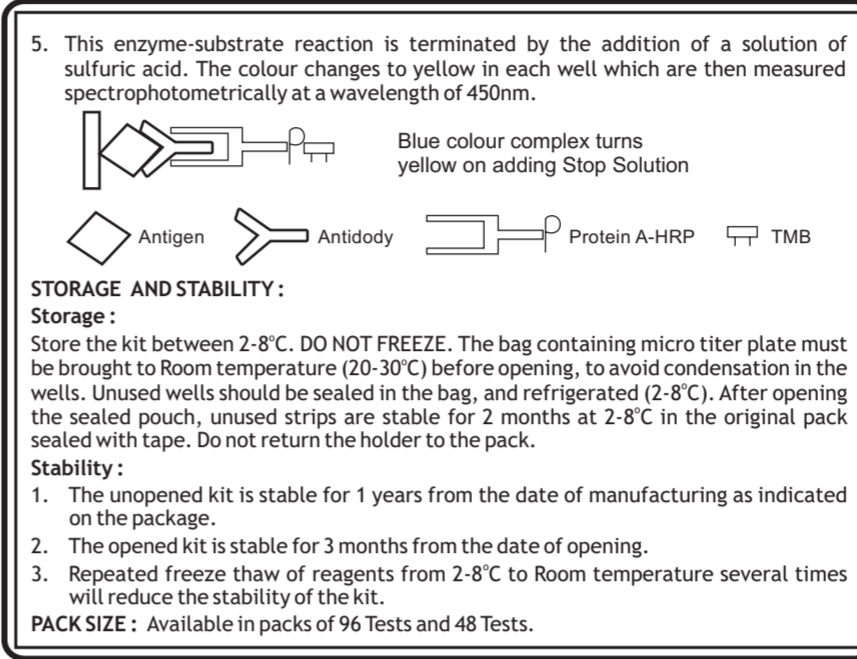 5. This enzyme-substrate reaction is terminated by the addition of a solution of
sulfuric acid. The colour changes to yellow in each well which are then measured
spectrophotometrically at a wavelength of 450nm.
Blue colour complex turns
yellow on adding Stop Solution
Antigen Antidody Protein A-HRP TMB
STORAGE AND STABILITY :
Storage :
Store the kit between 2-8°C. DO NOT FREEZE. The bag containing micro titer plate must
be brought to Room temperature (20-30°C) before opening, to avoid condensation in the
wells. Unused wells should be sealed in the bag, and refrigerated (2-8°C). After opening
the sealed pouch, unused strips are stable for 2 months at 2-8°C in the original pack
sealed with tape. Do not return the holder to the pack.
Stability :
1. The unopened kit is stable for 1 years from the date of manufacturing as indicated
on the package.
2. The opened kit is stable for 3 months from the date of opening.
3. Repeated freeze thaw of reagents from 2-8°C to Room temperature several times
will reduce the stability of the kit.
PACK SIZE : Available in packs of 96 Tests and 48 Tests.